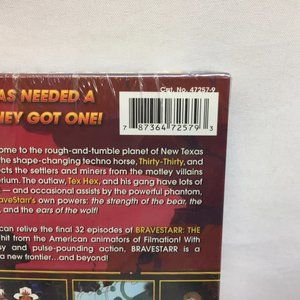 Cat. No. 47257-9
AS NEEDED A
HEY GOT ONE!
7 87364 72579 3
ome to the rough-and-tumble planet of New Texas
the shape-changing techno horse, Thirty-Thirty, and
ects the settlers and miners from the motley villains
erium. The outlaw, Tex Hex, and his gang have lots of
— and occasional assists by the powerful phantom,
aveStarr's own powers: the strength of the bear, the
, and the ears of the wolf!
can relive the final 32 episodes of BRAVESTARR: THE
hit from the American animators of Filmation! With
sy and pulse-pounding action, BRAVESTARR is a
a new frontier...and beyond!